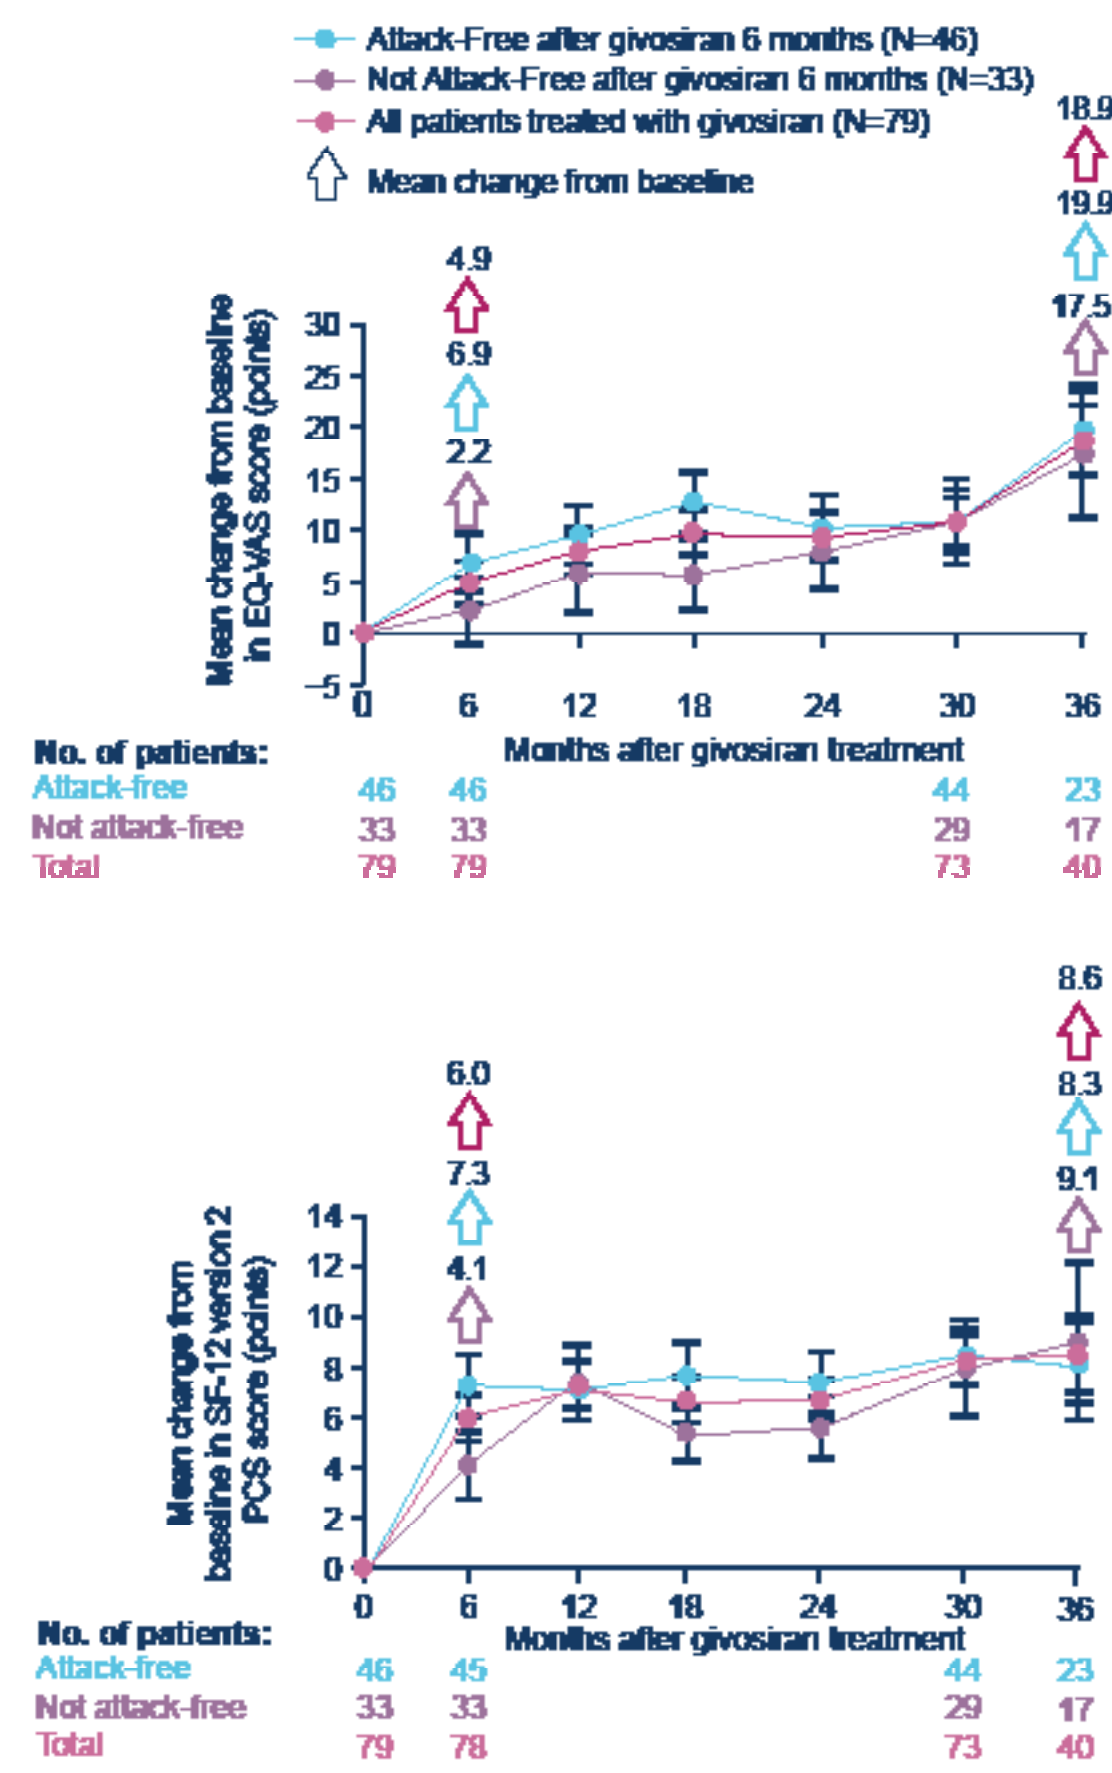 Attack-Free after givosiran 6 months (N=46)
Not Attack-Free after givosiran 6 months (N=33)
All patients treated with givosiran (N=79)
Mean change from baseline
18.9
19.9
17.5
4.9
6.9
2.2
Mean change from baseline
in EQ-VAS score (points)
30
25
20
15
10
5
0
−5
0 6 12 18 24 30 36
Months after givosiran treatment
No. of patients:
Attack-free 46 46 44 23
Not attack-free 33 33 29 17
Total 79 79 73 40
8.6
8.3
9.1
6.0
7.3
4.1
Mean change from
baseline in SF-12 version 2
PCS score (points)
14
12
10
8
6
4
2
0
0 6 12 18 24 30 36
Months after givosiran treatment
No. of patients:
Attack-free 46 45 44 23
Not attack-free 33 33 29 17
Total 79 78 73 40